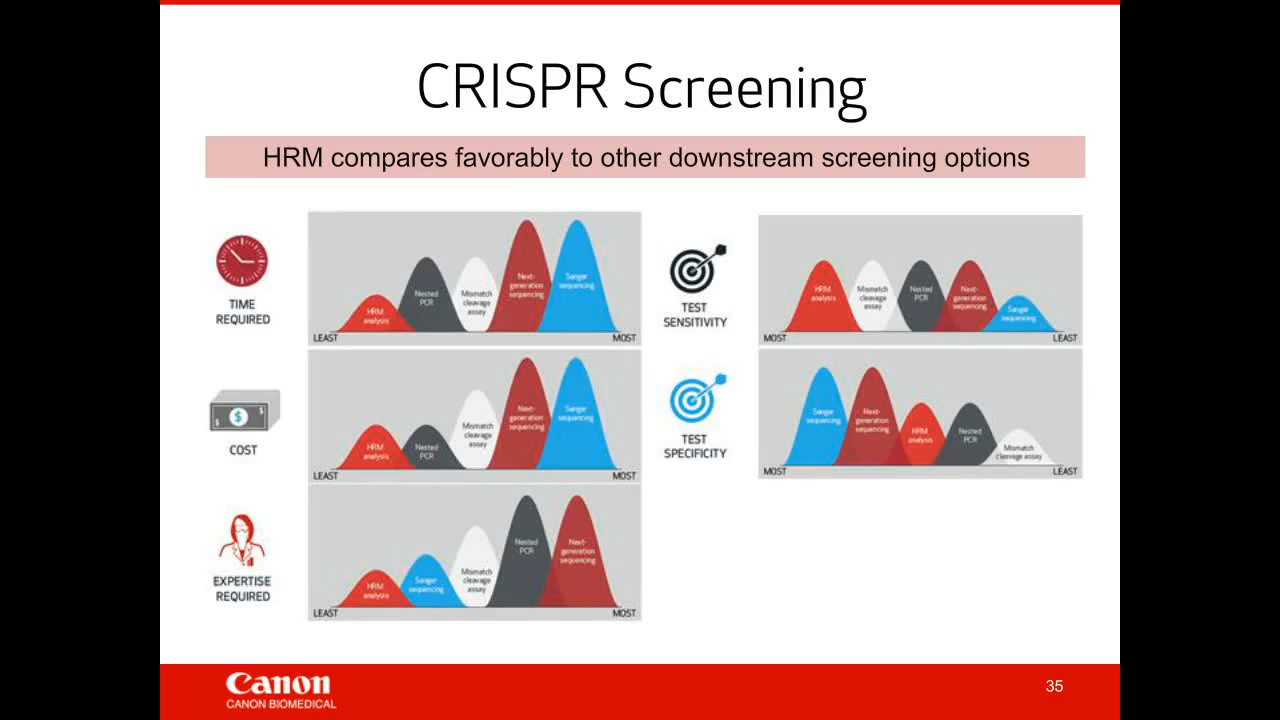 CRISPR Screening
HRM compares favorably to other downstream screening options
TIME
REQUIRED
HRM
analysis
Nested
PCR
Mismatch
cleavage
assay
Next-
generation
sequencing
Sanger
sequencing
LEAST
MOST
$
$
$
COST
HRM
analysis
Nested
PCR
Mismatch
cleavage
assay
Next-
generation
sequencing
Sanger
sequencing
LEAST
MOST
EXPERTISE
REQUIRED
HRM
analysis
Sanger
sequencing
Mismatch
cleavage
assay
Nested
PCR
Next-
generation
sequencing
LEAST
MOST
TEST
SENSITIVITY
HRM
analysis
Mismatch
cleavage
assay
Nested
PCR
Next-
generation
sequencing
Sanger
sequencing
MOST
LEAST
TEST
SPECIFICITY
Sanger
sequencing
Next-
generation
sequencing
HRM
analysis
Nested
PCR
Mismatch
cleavage assay
MOST
LEAST
Canon
CANON BIOMEDICAL
35